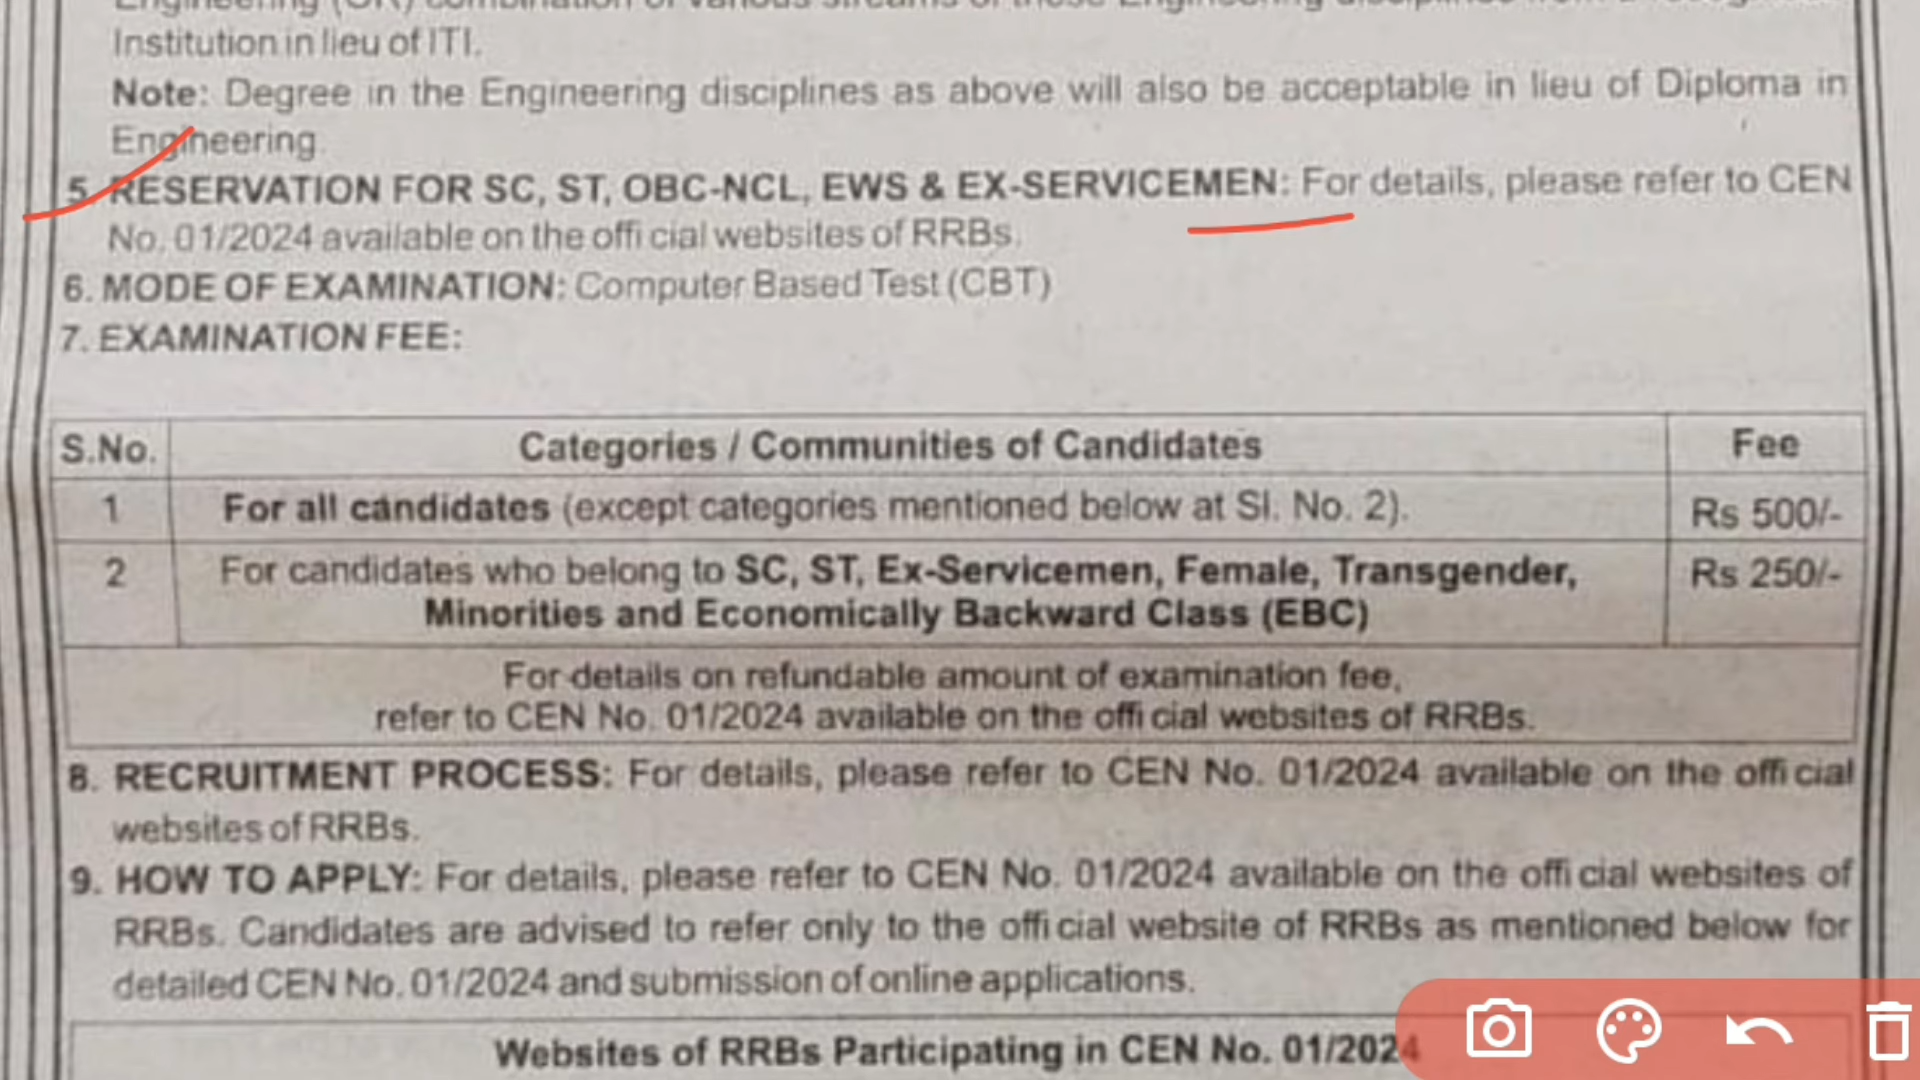 Institution in lieu of ITI.
Note: Degree in the Engineering disciplines as above will also be acceptable in lieu of Diploma in
Engineering.
5. RESERVATION FOR SC, ST, OBC-NCL, EWS & EX-SERVICEMEN: For details, please refer to CEN
No. 01/2024 available on the offi cial websites of RRBs.
6. MODE OF EXAMINATION: Computer Based Test (CBT)
7. EXAMINATION FEE:
S.No. Categories / Communities of Candidates Fee
1 For all candidates (except categories mentioned below at Sl. No. 2). Rs 500/-
2 For candidates who belong to SC, ST, Ex-Servicemen, Female, Transgender, Rs 250/-
Minorities and Economically Backward Class (EBC)
For details on refundable amount of examination fee,
refer to CEN No. 01/2024 available on the offi cial websites of RRBs.
8. RECRUITMENT PROCESS: For details, please refer to CEN No. 01/2024 available on the offi cial
websites of RRBs.
9. HOW TO APPLY: For details, please refer to CEN No. 01/2024 available on the offi cial websites of
RRBs. Candidates are advised to refer only to the offi cial website of RRBs as mentioned below for
detailed CEN No. 01/2024 and submission of online applications.
Websites of RRBs Participating in CEN No. 01/2024